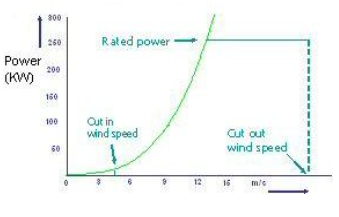 300
Power
(KW)
250
Rated power
200
150
Cut in
wind speed
100
Cut out
wind speed
50
0
3
6
9
12
15
m/s